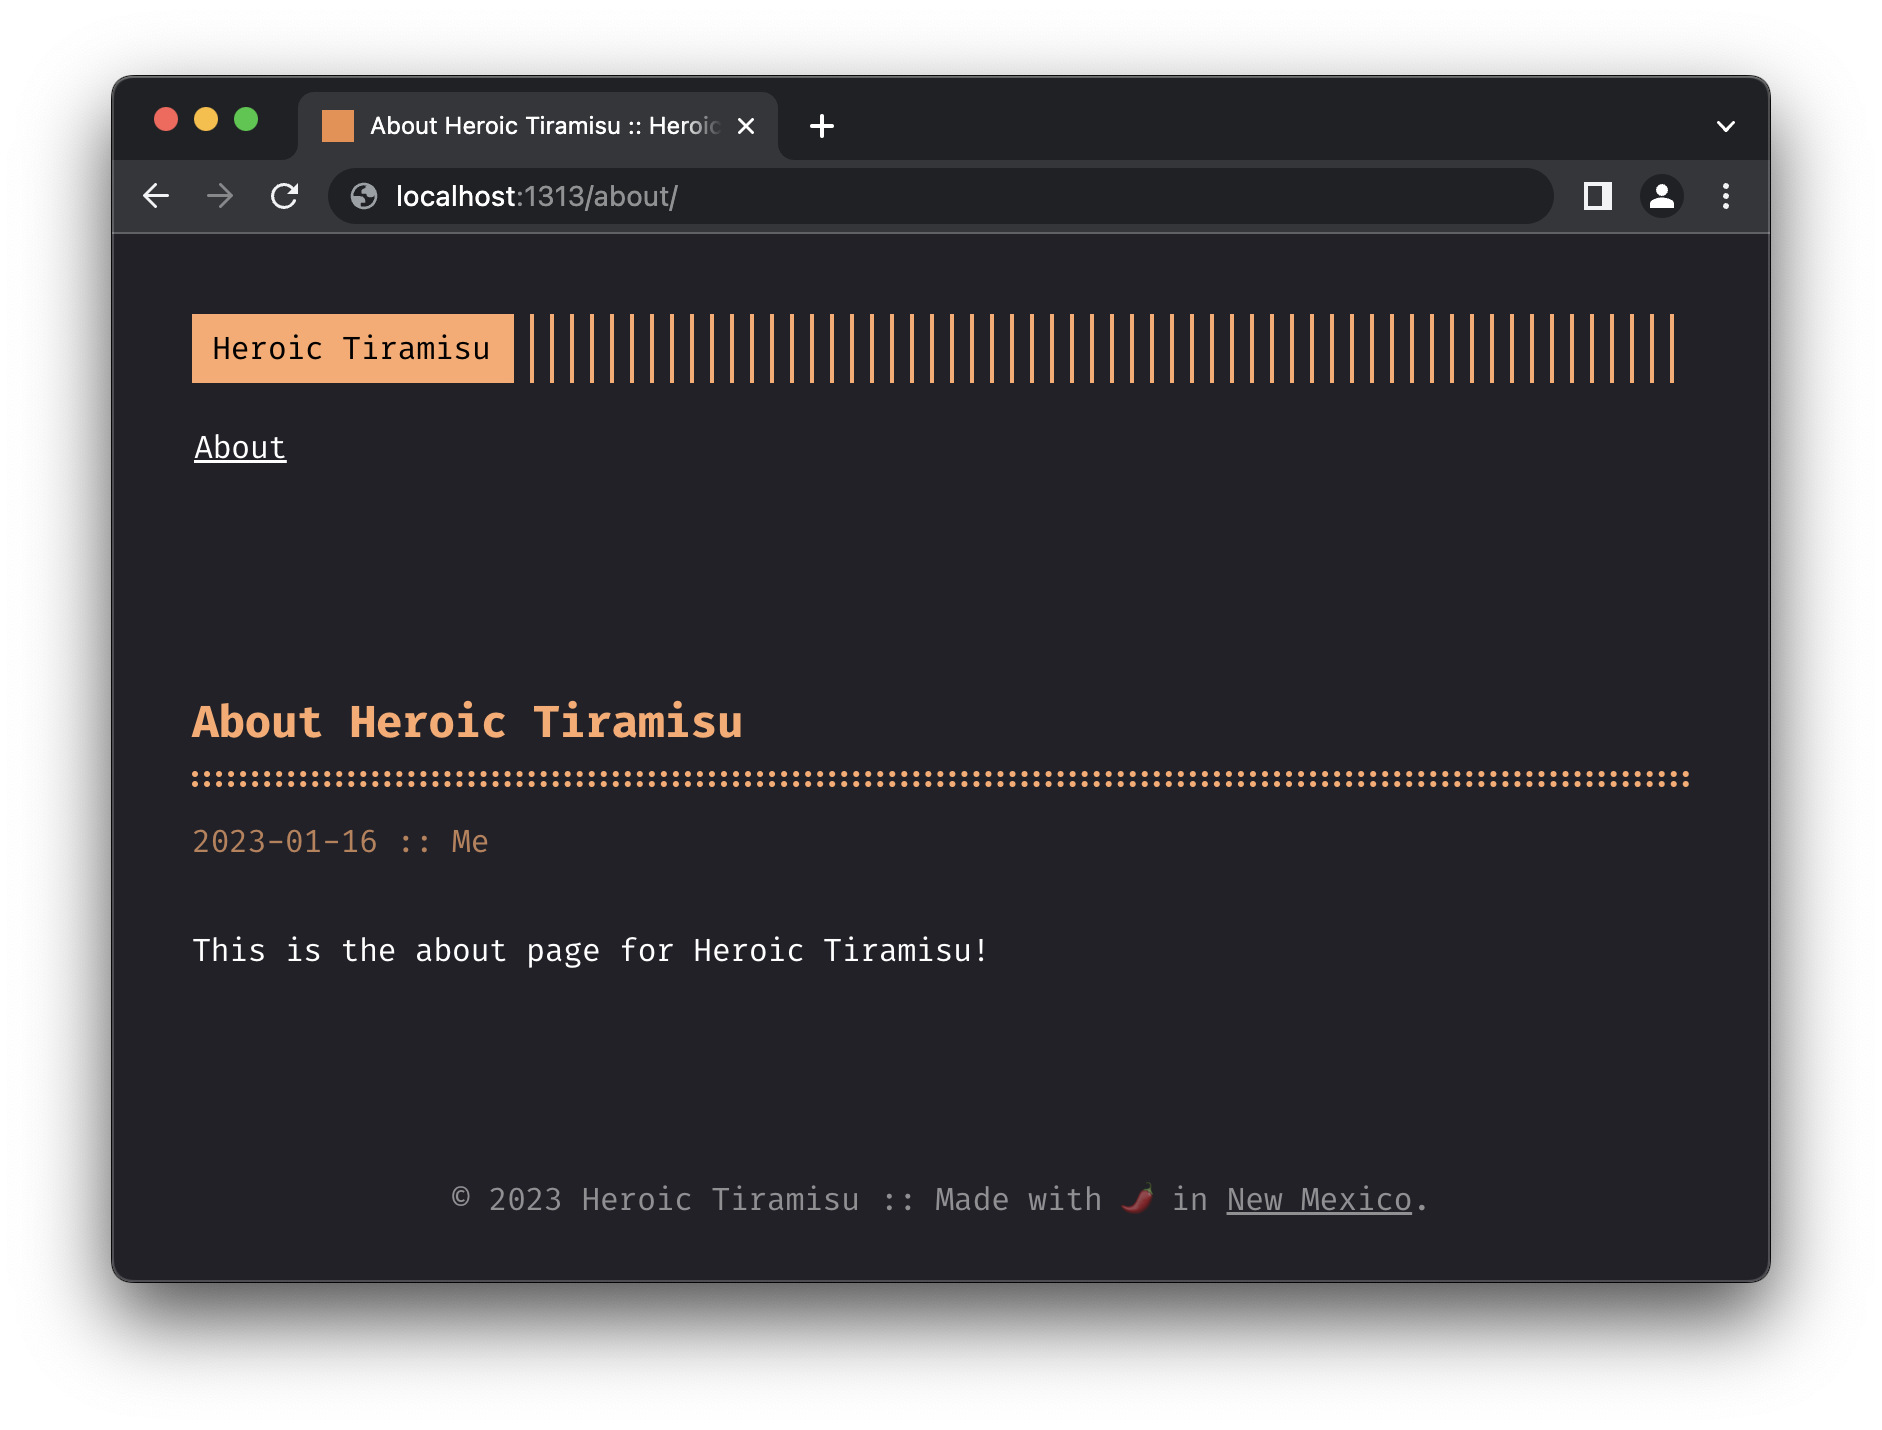 About Heroic Tiramisu :: Heroic
localhost:1313/about/
Heroic Tiramisu
About
About Heroic Tiramisu
2023-01-16 :: Me
This is the about page for Heroic Tiramisu!
© 2023 Heroic Tiramisu :: Made with 🌶️ in New Mexico.